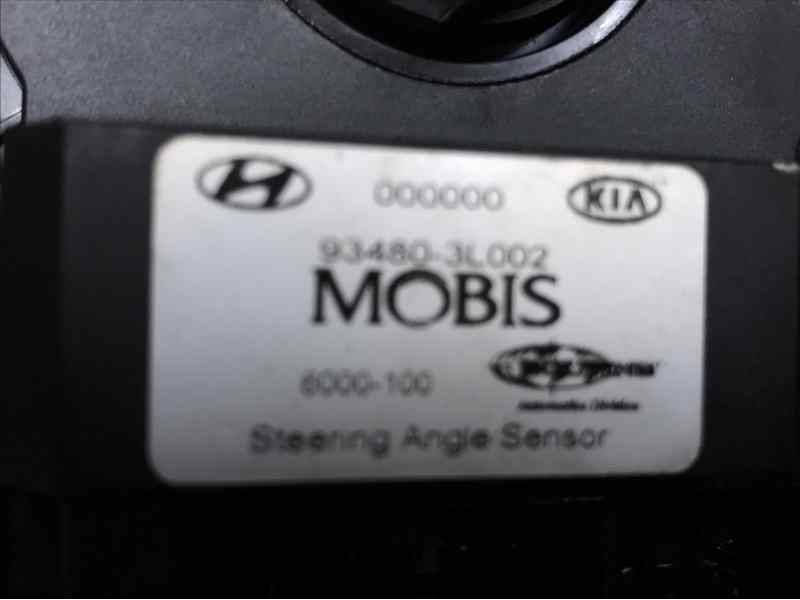 000000 KIA
93480-3L002
MOBIS
6000-100
Steering Angle Sensor